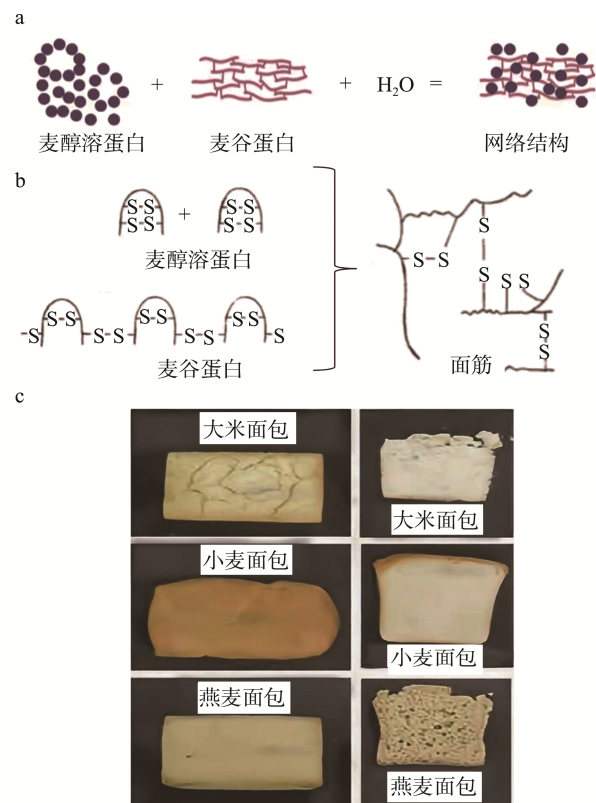 a
+ + H₂O =
麦醇溶蛋白 麦谷蛋白 网络结构
b
S-S S-S
S-S + S-S
麦醇溶蛋白
-S S-S S-S S-S S-S S-S S
麦谷蛋白
S
S-S
S S S
S
S
面筋
c
大米面包
大米面包
小麦面包
小麦面包
燕麦面包
燕麦面包